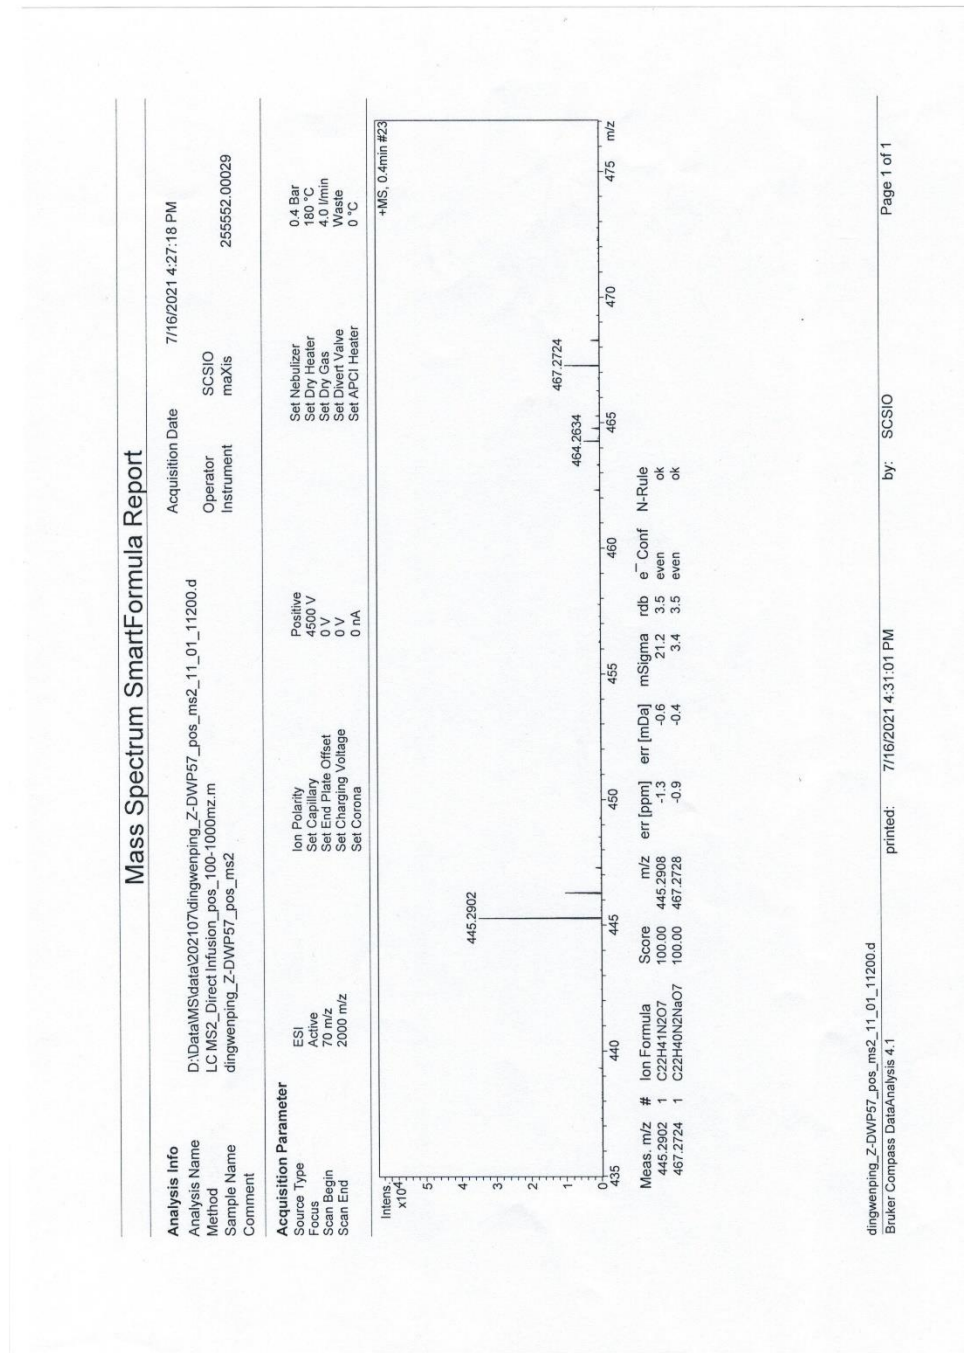 Mass Spectrum SmartFormula Report
Analysis Info Acquisition Date 7/16/2021 4:27:18 PM
Analysis Name D:\Data\MS\data\202107\dingwenping_Z-DWP57_pos_ms2_11_01_11200.d
Method LC MS2_Direct Infusion_pos_100-1000mz.m Operator SCSIO
Sample Name dingwenping_Z-DWP57_pos_ms2 Instrument maXis 255552.00029
Comment
Acquisition Parameter
Source Type ESI Ion Polarity Positive Set Nebulizer 0.4 Bar
Focus Active Set Capillary 4500 V Set Dry Heater 180 °C
Scan Begin 70 m/z Set End Plate Offset 0 V Set Dry Gas 4.0 l/min
Scan End 2000 m/z Set Charging Voltage 0 V Set Divert Valve Waste
Set Corona 0 nA Set APCI Heater 0 °C
Intens. +MS, 0.4min #23
x10⁴
5
4
445.2902
3
2
467.2724
1
464.2634
0
435 440 445 450 455 460 465 470 475 m/z
Meas. m/z # Ion Formula Score m/z err [ppm] err [mDa] mSigma rdb e⁻ Conf N-Rule
445.2902 1 C22H41N2O7 100.00 445.2908 -1.3 -0.6 21.2 3.5 even ok
467.2724 1 C22H40N2NaO7 100.00 467.2728 -0.9 -0.4 3.4 3.5 even ok
dingwenping_Z-DWP57_pos_ms2_11_01_11200.d
Bruker Compass DataAnalysis 4.1 printed: 7/16/2021 4:31:01 PM by: SCSIO Page 1 of 1